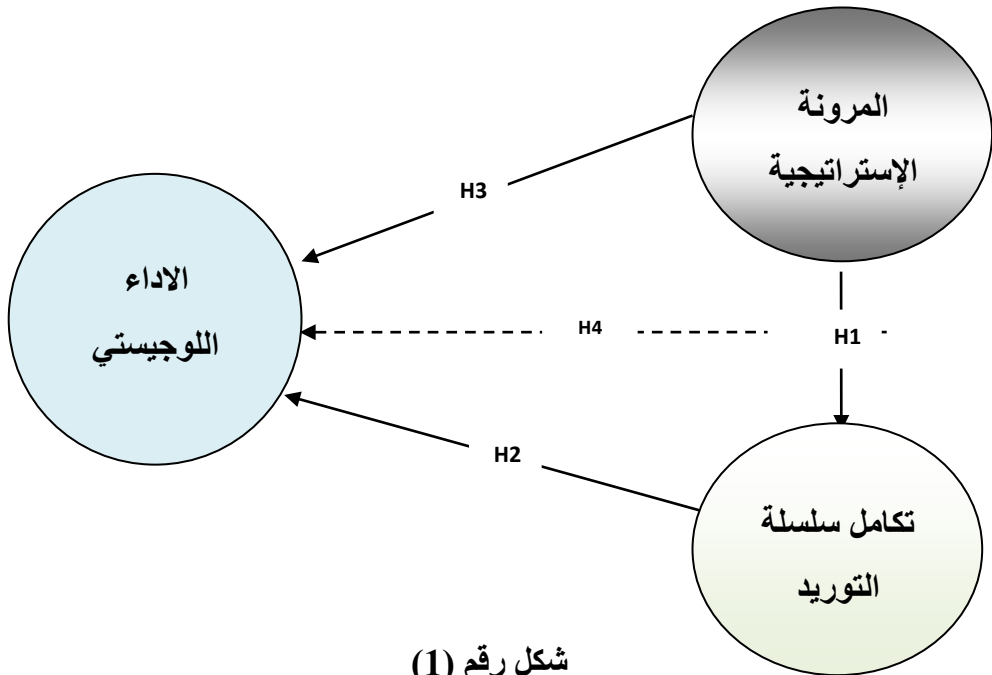 المرونة
الإستراتيجية
H3
الاداء
اللوجيستي
H4
H1
H2
تكامل سلسلة
التوريد
شكل رقم (1)